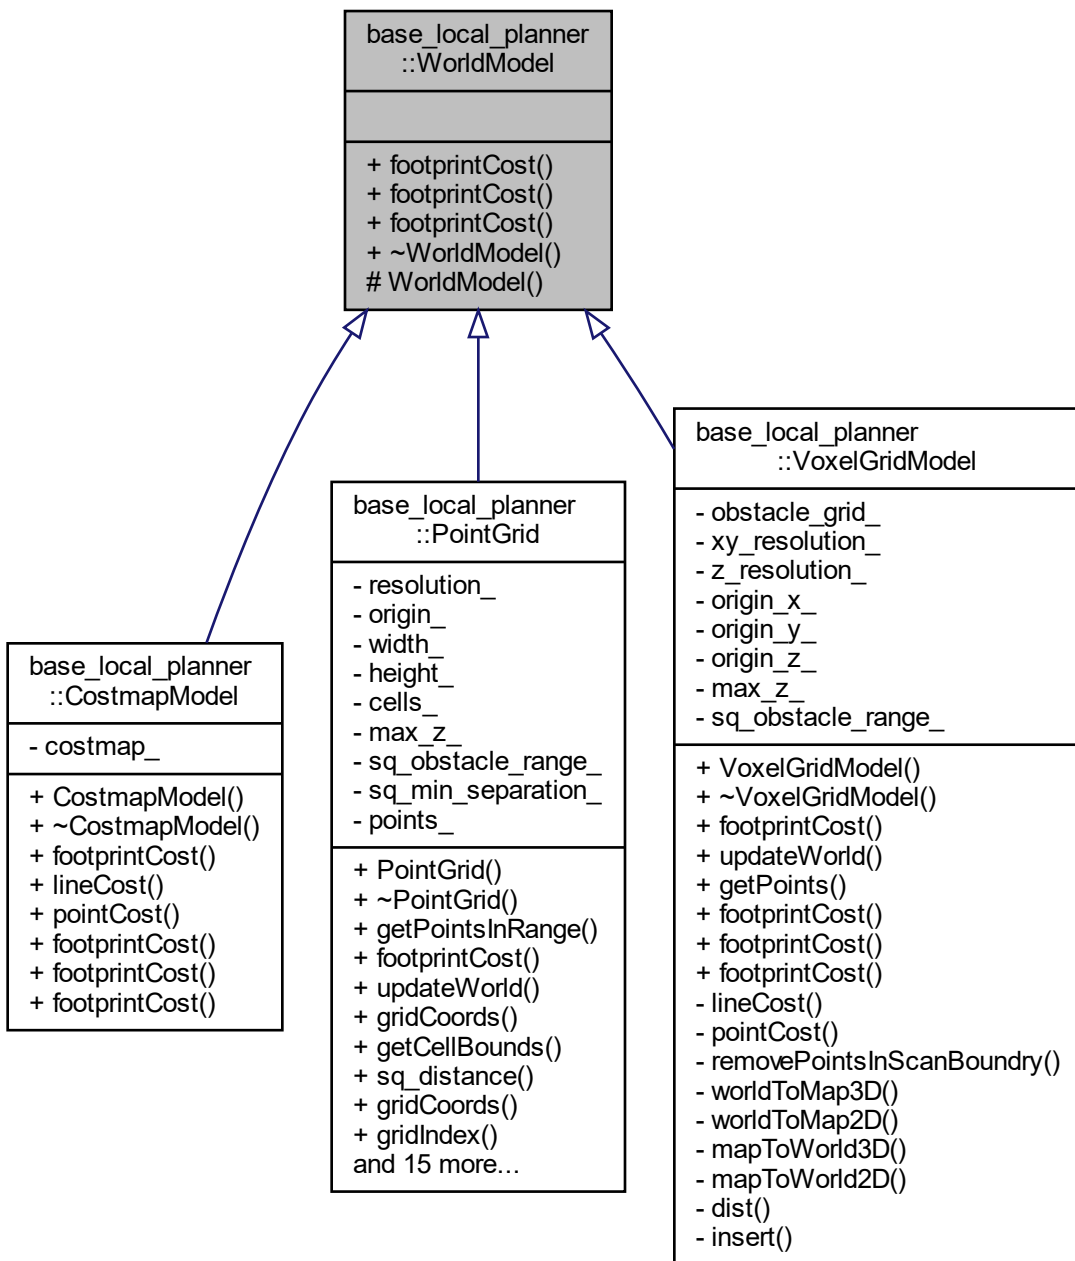 base_local_planner
::WorldModel
+ footprintCost()
+ footprintCost()
+ footprintCost()
+ ~WorldModel()
# WorldModel()
base_local_planner
::CostmapModel
- costmap_
+ CostmapModel()
+ ~CostmapModel()
+ footprintCost()
+ lineCost()
+ pointCost()
+ footprintCost()
+ footprintCost()
+ footprintCost()
base_local_planner
::PointGrid
- resolution_
- origin_
- width_
- height_
- cells_
- max_z_
- sq_obstacle_range_
- sq_min_separation_
- points_
+ PointGrid()
+ ~PointGrid()
+ getPointsInRange()
+ footprintCost()
+ updateWorld()
+ gridCoords()
+ getCellBounds()
+ sq_distance()
+ gridCoords()
+ gridIndex()
and 15 more...
base_local_planner
::VoxelGridModel
- obstacle_grid_
- xy_resolution_
- z_resolution_
- origin_x_
- origin_y_
- origin_z_
- max_z_
- sq_obstacle_range_
+ VoxelGridModel()
+ ~VoxelGridModel()
+ footprintCost()
+ updateWorld()
+ getPoints()
+ footprintCost()
+ footprintCost()
+ footprintCost()
- lineCost()
- pointCost()
- removePointsInScanBoundry()
- worldToMap3D()
- worldToMap2D()
- mapToWorld3D()
- mapToWorld2D()
- dist()
- insert()